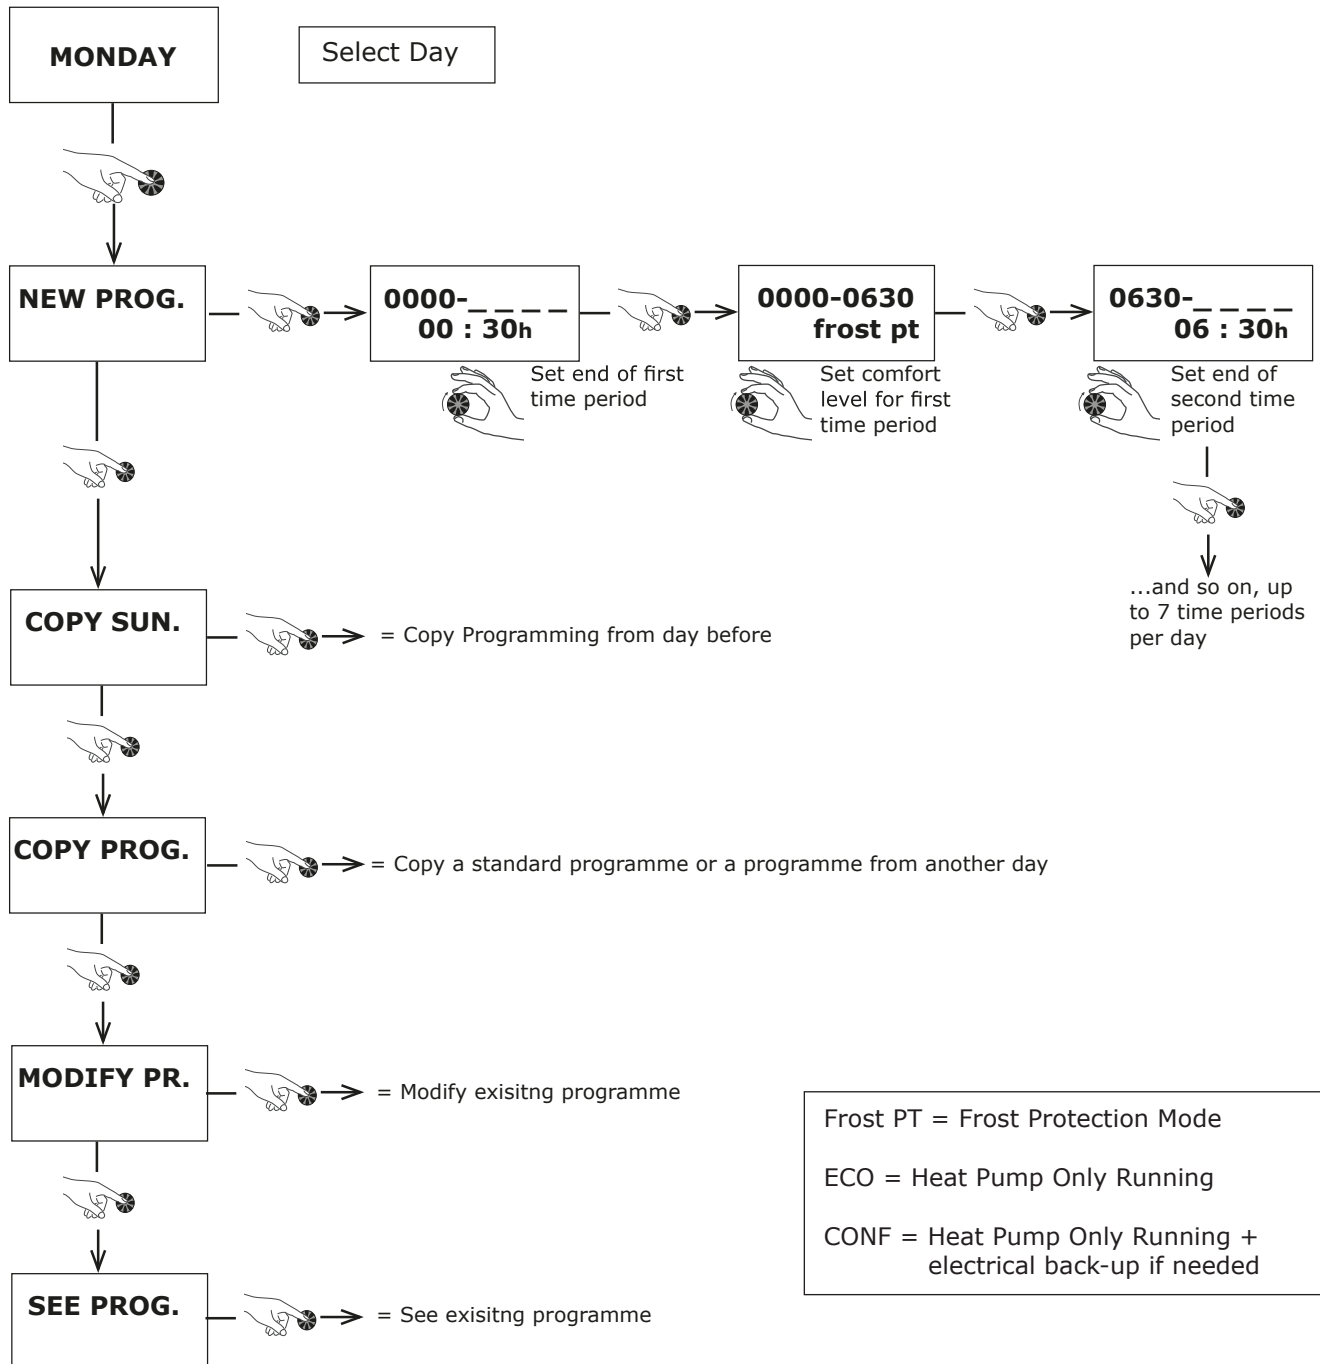 MONDAY
Select Day
NEW PROG.
0000-_ _ _ _
00 : 30h
Set end of first
time period
0000-0630
frost pt
Set comfort
level for first
time period
0630-_ _ _ _
06 : 30h
Set end of
second time
period
...and so on, up
to 7 time periods
per day
COPY SUN.
= Copy Programming from day before
COPY PROG.
= Copy a standard programme or a programme from another day
MODIFY PR.
= Modify exisitng programme
SEE PROG.
= See exisitng programme
Frost PT = Frost Protection Mode
ECO = Heat Pump Only Running
CONF = Heat Pump Only Running +
electrical back-up if needed